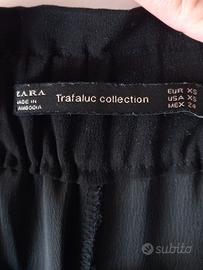 ZARA
MADE IN
CAMBODIA
Trafaluc collection
EUR XS
USA XS
MEX 24
subito